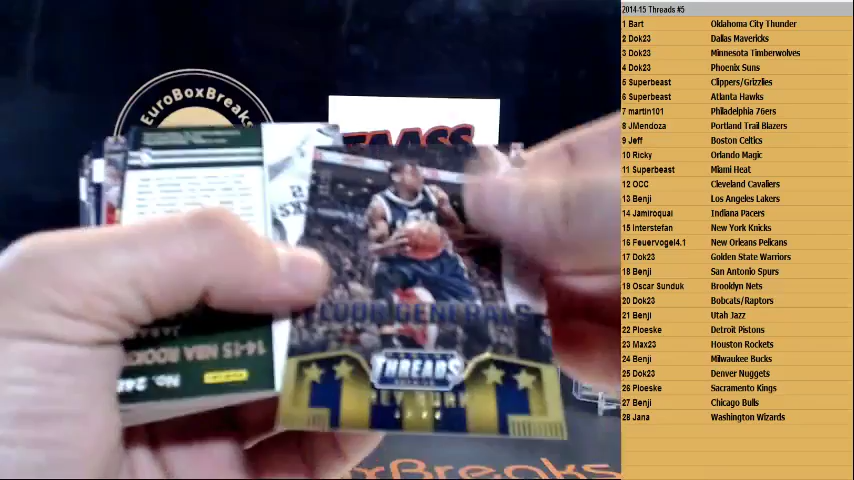 EuroBoxBreaks
FLOOR GENERALS
THREADS
14-15 NBA ROOK
No. 24
2014-15 Threads #5
1 Bart Oklahoma City Thunder
2 Dok23 Dallas Mavericks
3 Dok23 Minnesota Timberwolves
4 Dok23 Phoenix Suns
5 Superbeast Clippers/Grizzlies
6 Superbeast Atlanta Hawks
7 martin101 Philadelphia 76ers
8 JMendoza Portland Trail Blazers
9 Jeff Boston Celtics
10 Ricky Orlando Magic
11 Superbeast Miami Heat
12 OCC Cleveland Cavaliers
13 Benji Los Angeles Lakers
14 Jamiroquai Indiana Pacers
15 Interstefan New York Knicks
16 Feuervogel4.1 New Orleans Pelicans
17 Dok23 Golden State Warriors
18 Benji San Antonio Spurs
19 Oscar Sunduk Brooklyn Nets
20 Dok23 Bobcats/Raptors
21 Benji Utah Jazz
22 Ploeske Detroit Pistons
23 Max23 Houston Rockets
24 Benji Milwaukee Bucks
25 Dok23 Denver Nuggets
26 Ploeske Sacramento Kings
27 Benji Chicago Bulls
28 Jana Washington Wizards